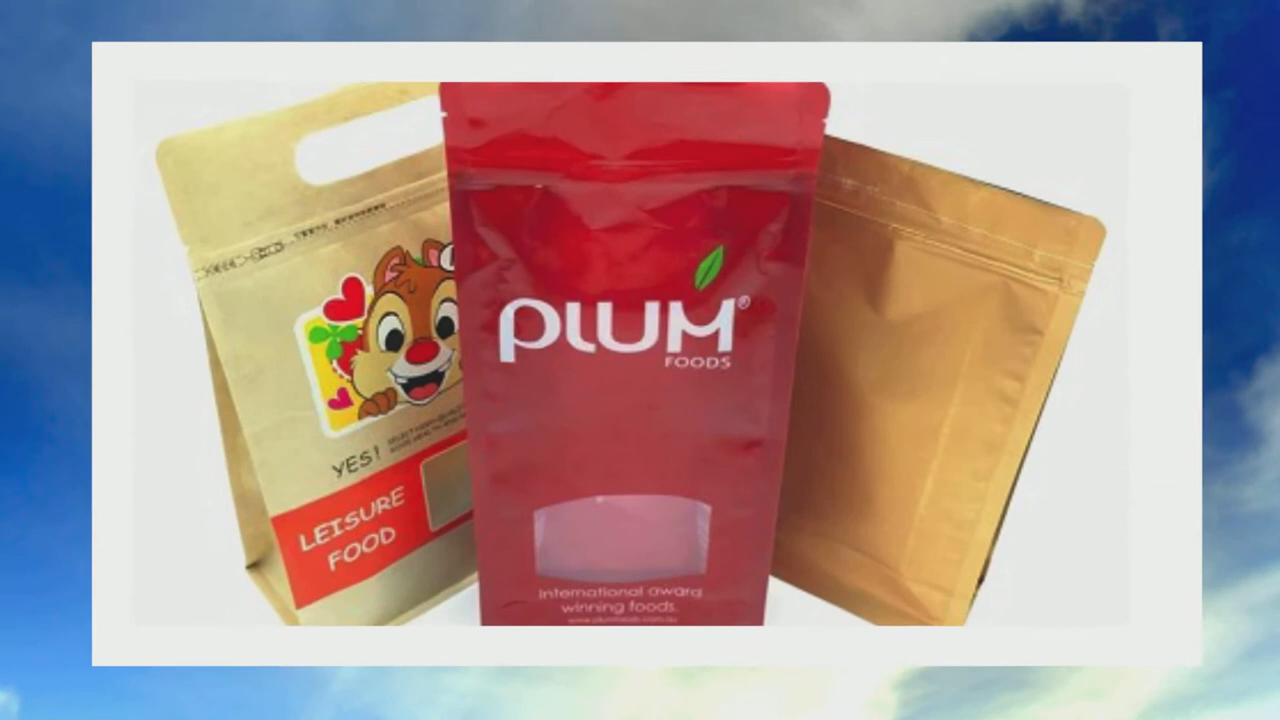 YES!
LEISURE
FOOD
PLUM®
FOODS
International award
winning foods.